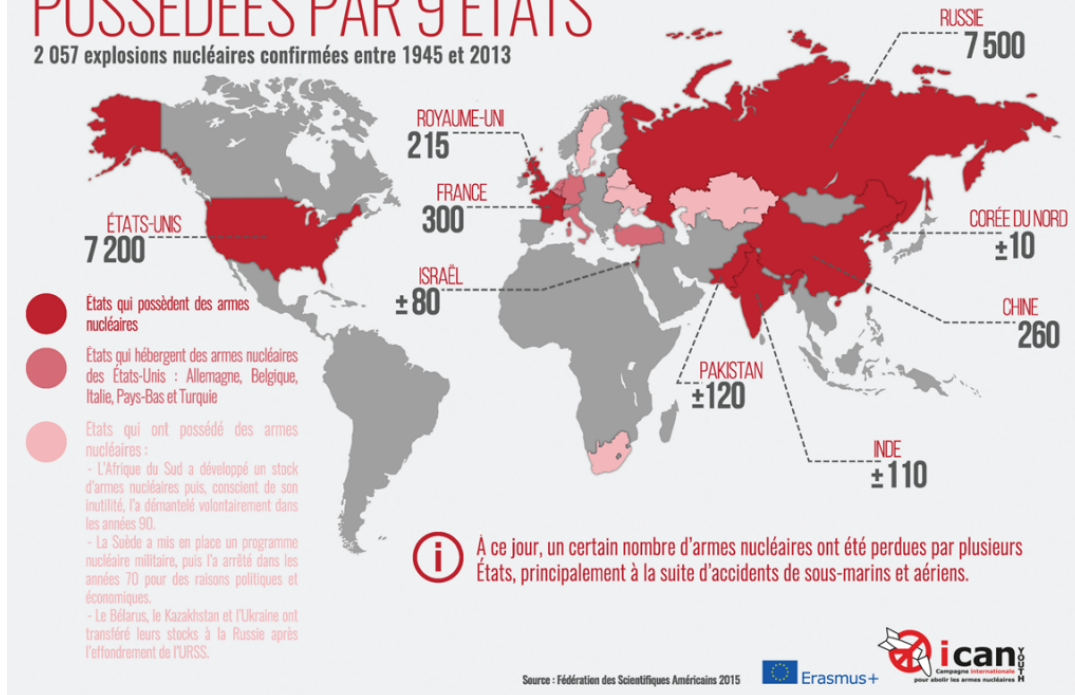 POSSÉDÉES PAR 9 ÉTATS
2 057 explosions nucléaires confirmées entre 1945 et 2013
RUSSIE
7 500
ROYAUME-UNI
215
FRANCE
300
ÉTATS-UNIS
7 200
CORÉE DU NORD
±10
ISRAËL
± 80
CHINE
260
PAKISTAN
±120
INDE
±110
États qui possèdent des armes
nucléaires
États qui hébergent des armes nucléaires
des États-Unis : Allemagne, Belgique,
Italie, Pays-Bas et Turquie
Etats qui ont possédé des armes
nucléaires :
- L'Afrique du Sud a développé un stock
d'armes nucléaires puis, conscient de son
inutilité, l'a démantelé volontairement dans
les années 90.
- La Suède a mis en place un programme
nucléaire militaire, puis l'a arrêté dans les
années 70 pour des raisons politiques et
économiques.
- Le Bélarus, le Kazakhstan et l'Ukraine ont
transféré leurs stocks à la Russie après
l'effondrement de l'URSS.
i
À ce jour, un certain nombre d'armes nucléaires ont été perdues par plusieurs
États, principalement à la suite d'accidents de sous-marins et aériens.
Source : Fédération des Scientifiques Américains 2015
Erasmus+
ican
YOUTH
Campagne internationale
pour abolir les armes nucléaires